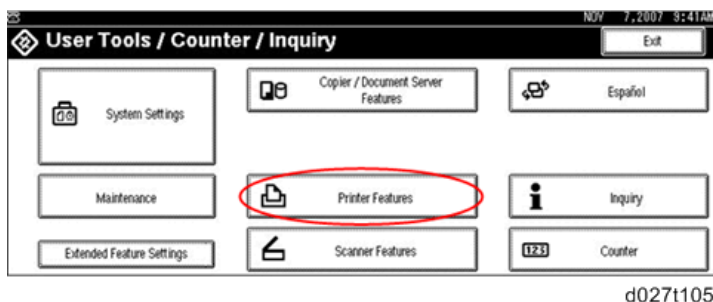 NOV 7,2007 9:41AM
User Tools / Counter / Inquiry
Exit
System Settings
Copier / Document Server
Features
Español
Maintenance
Printer Features
Inquiry
Extended Feature Settings
Scanner Features
123
Counter
d027t105